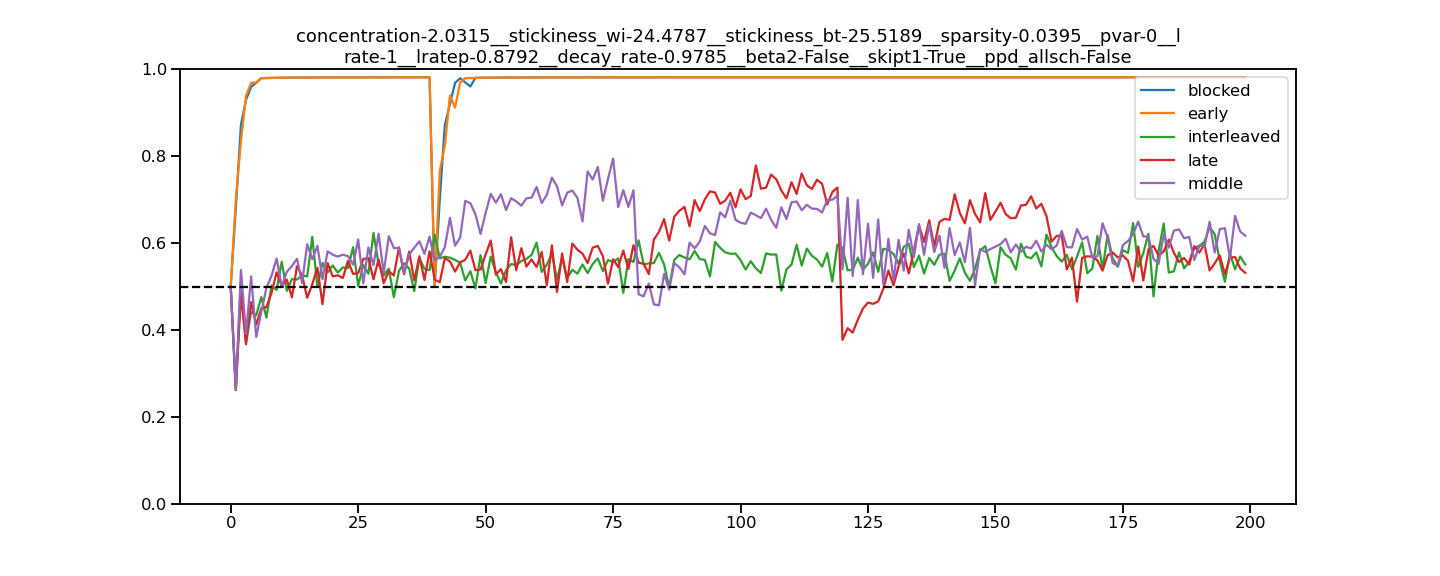 concentration-2.0315__stickiness_wi-24.4787__stickiness_bt-25.5189__sparsity-0.0395__pvar-0__l
rate-1__lratep-0.8792__decay_rate-0.9785__beta2-False__skipt1-True__ppd_allsch-False
1.0
0.8
0.6
0.4
0.2
0.0
blocked
early
interleaved
late
middle
0 25 50 75 100 125 150 175 200